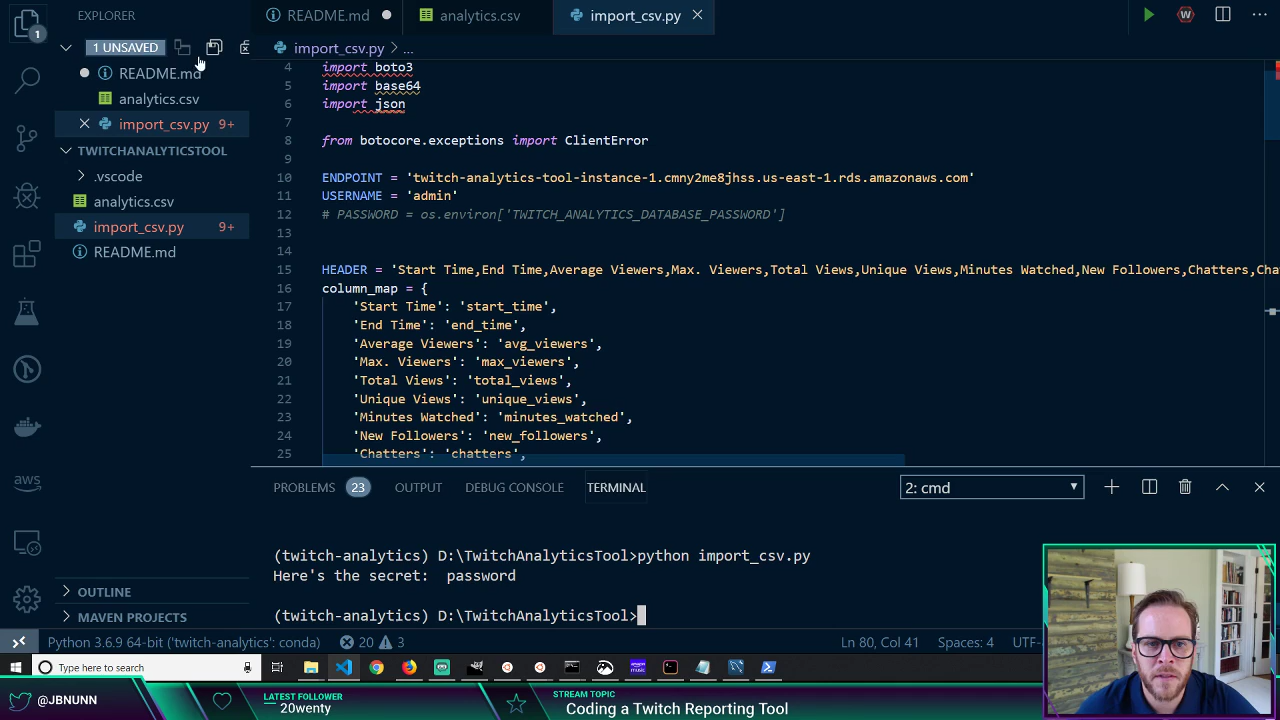 EXPLORER
1 UNSAVED
README.md
analytics.csv
import_csv.py 9+
TWITCHANALYTICSTOOL
.vscode
analytics.csv
import_csv.py 9+
README.md
OUTLINE
MAVEN PROJECTS
1
aws
README.md
analytics.csv
import_csv.py
W
import_csv.py > ...
4 import boto3
5 import base64
6 import json
7
8 from botocore.exceptions import ClientError
9
10 ENDPOINT = 'twitch-analytics-tool-instance-1.cmny2me8jhss.us-east-1.rds.amazonaws.com'
11 USERNAME = 'admin'
12 # PASSWORD = os.environ['TWITCH_ANALYTICS_DATABASE_PASSWORD']
13
14
15 HEADER = 'Start Time,End Time,Average Viewers,Max. Viewers,Total Views,Unique Views,Minutes Watched,New Followers,Chatters,Cha
16 column_map = {
17 'Start Time': 'start_time',
18 'End Time': 'end_time',
19 'Average Viewers': 'avg_viewers',
20 'Max. Viewers': 'max_viewers',
21 'Total Views': 'total_views',
22 'Unique Views': 'unique_views',
23 'Minutes Watched': 'minutes_watched',
24 'New Followers': 'new_followers',
25 'Chatters': 'chatters',
PROBLEMS 23 OUTPUT DEBUG CONSOLE TERMINAL 2: cmd
(twitch-analytics) D:\TwitchAnalyticsTool>python import_csv.py
Here's the secret: password
(twitch-analytics) D:\TwitchAnalyticsTool>
Python 3.6.9 64-bit ('twitch-analytics': conda) 20 3 Ln 80, Col 41 Spaces: 4 UTF-
Type here to search
@JBNUNN
LATEST FOLLOWER
20wenty
STREAM TOPIC
Coding a Twitch Reporting Tool